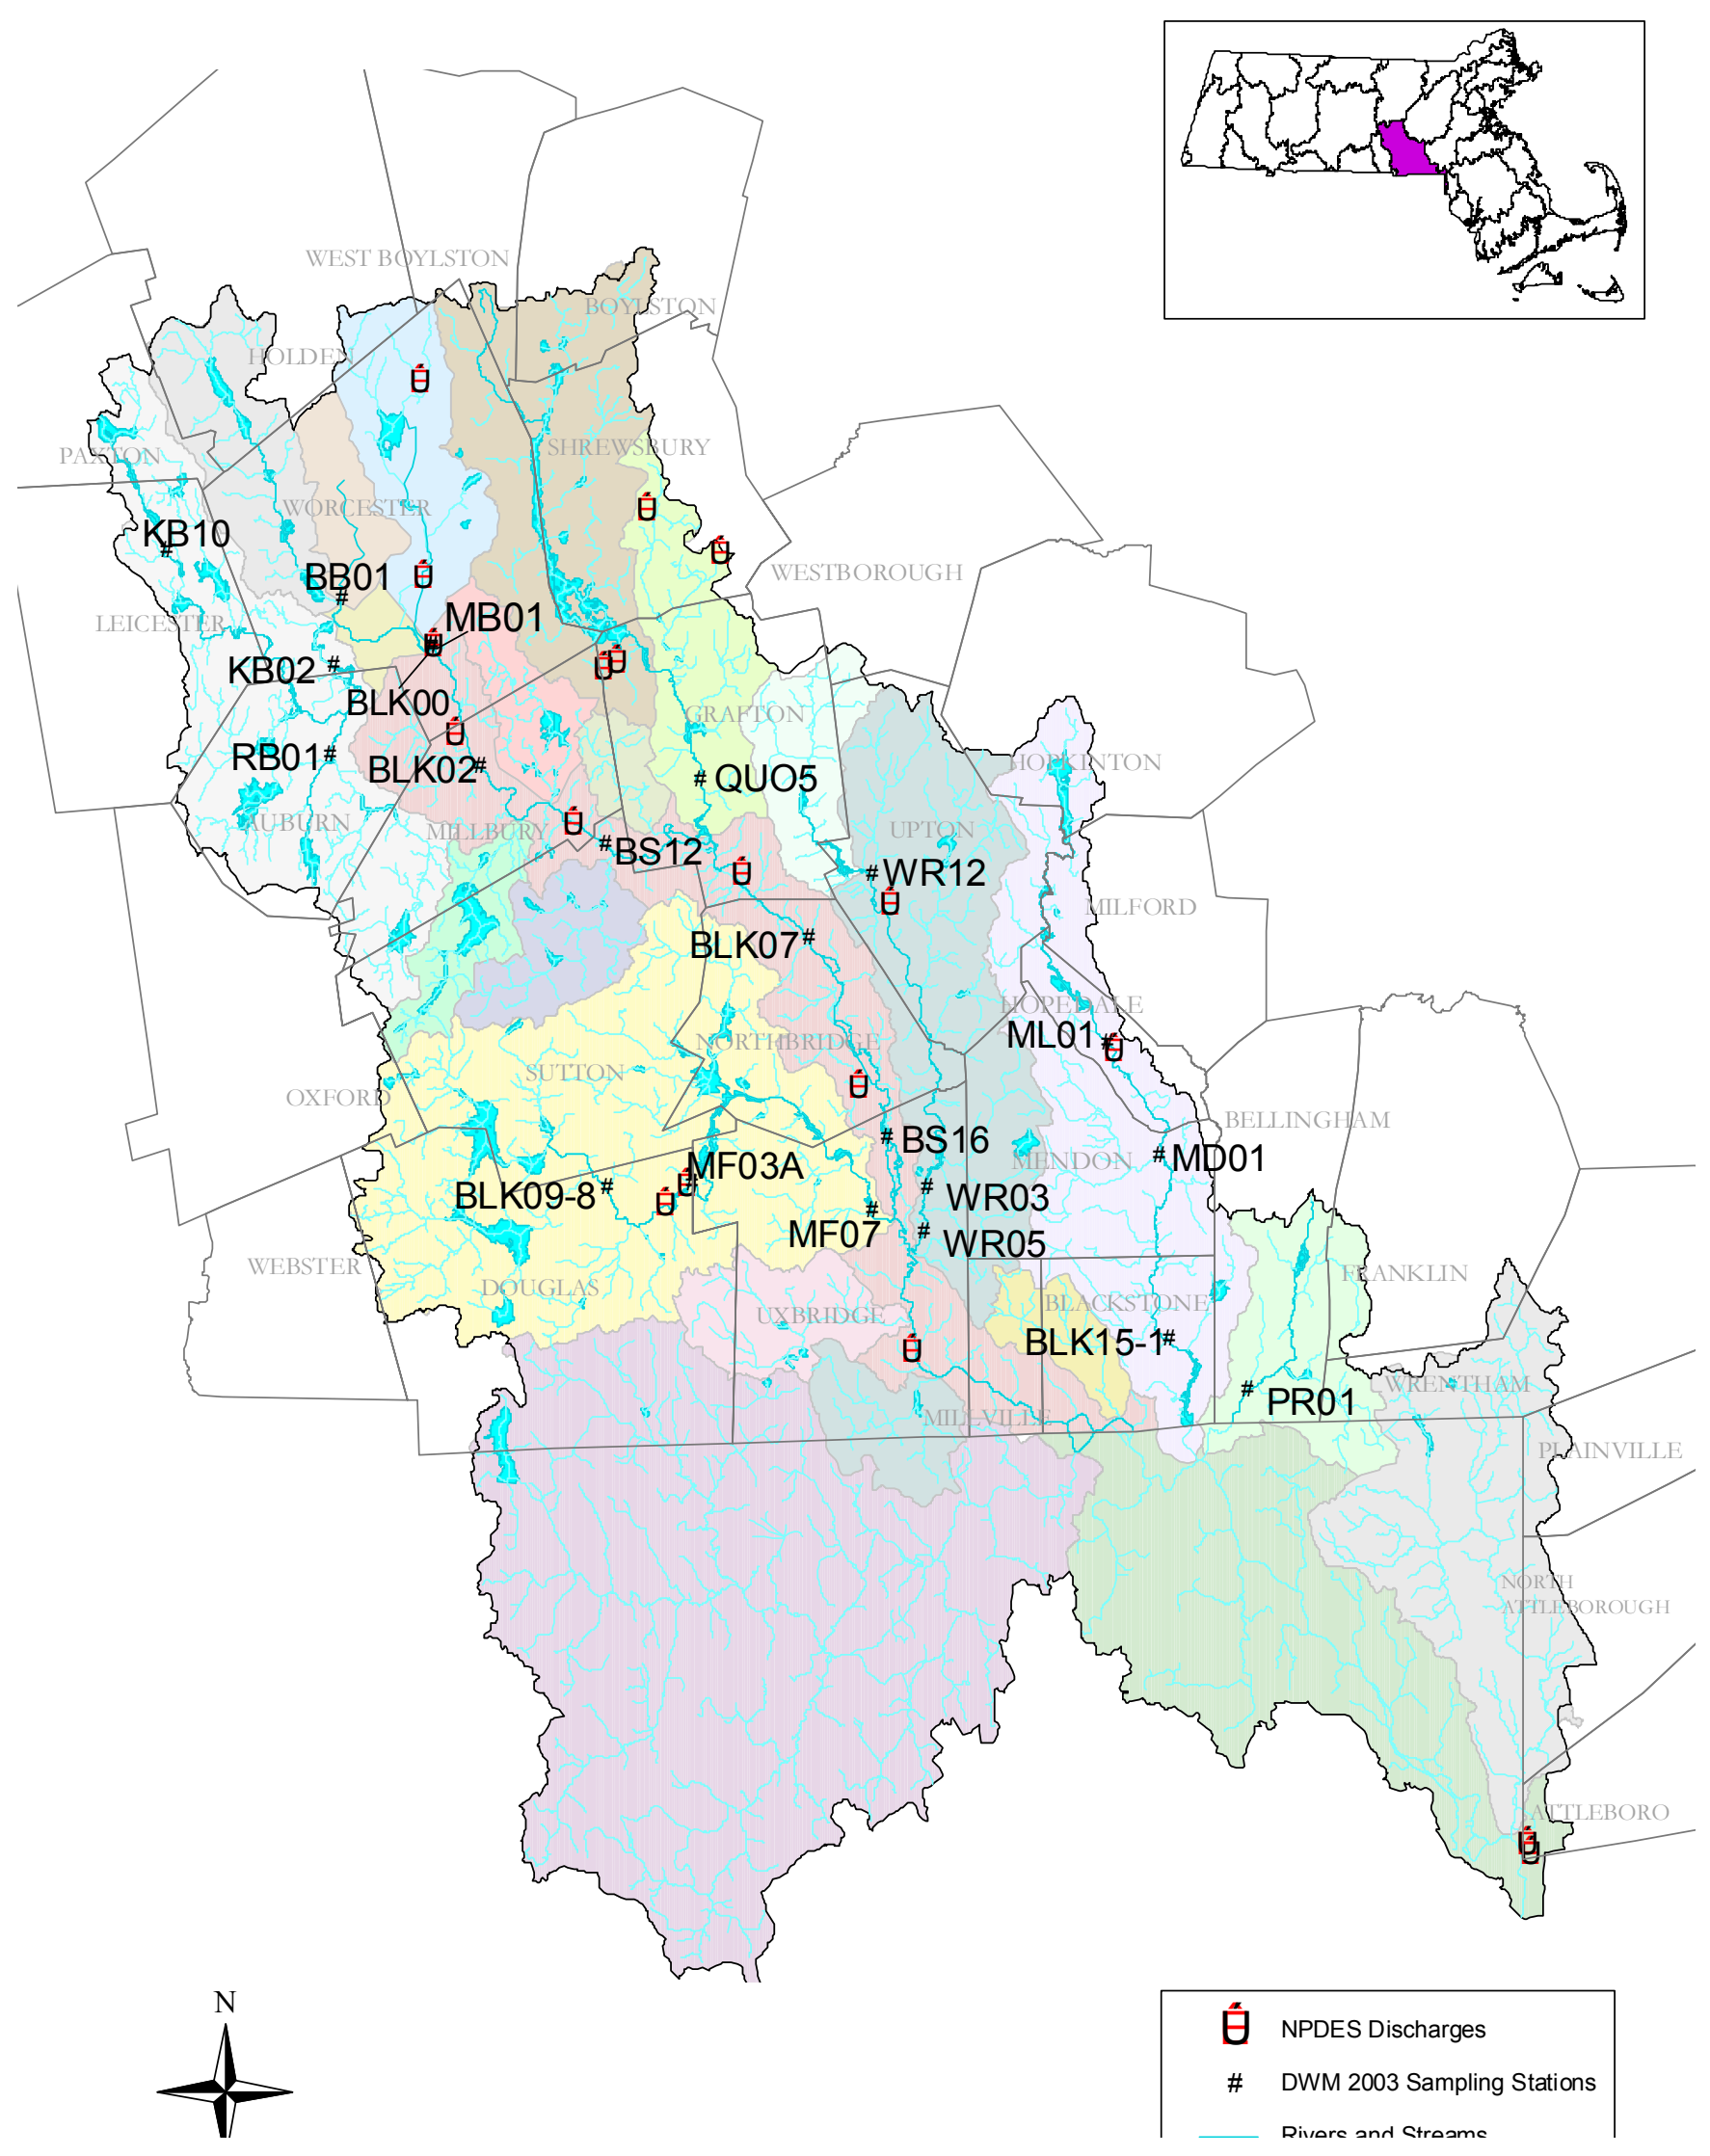 WEST BOYLSTON
BOYLSTON
HOLDEN
SHREWSBURY
PAXTON
WORCESTER
KB10
BB01
WESTBOROUGH
MB01
LEICESTER
KB02
BLK00
GRAFTON
RB01
BLK02
QUO5
HOPKINTON
AUBURN
MILLBURY
UPTON
BS12
WR12
MILFORD
BLK07
HOPEDALE
ML01
NORTHBRIDGE
SUTTON
OXFORD
BELLINGHAM
BS16
MENDON
MD01
MF03A
BLK09-8
WR03
MF07
WR05
WEBSTER
FRANKLIN
DOUGLAS
BLACKSTONE
UXBRIDGE
BLK15-1
WRENTHAM
PR01
MILLVILLE
PLAINVILLE
NORTH
ATTLEBOROUGH
ATTLEBORO
N
NPDES Discharges
# DWM 2003 Sampling Stations
Rivers and Streams